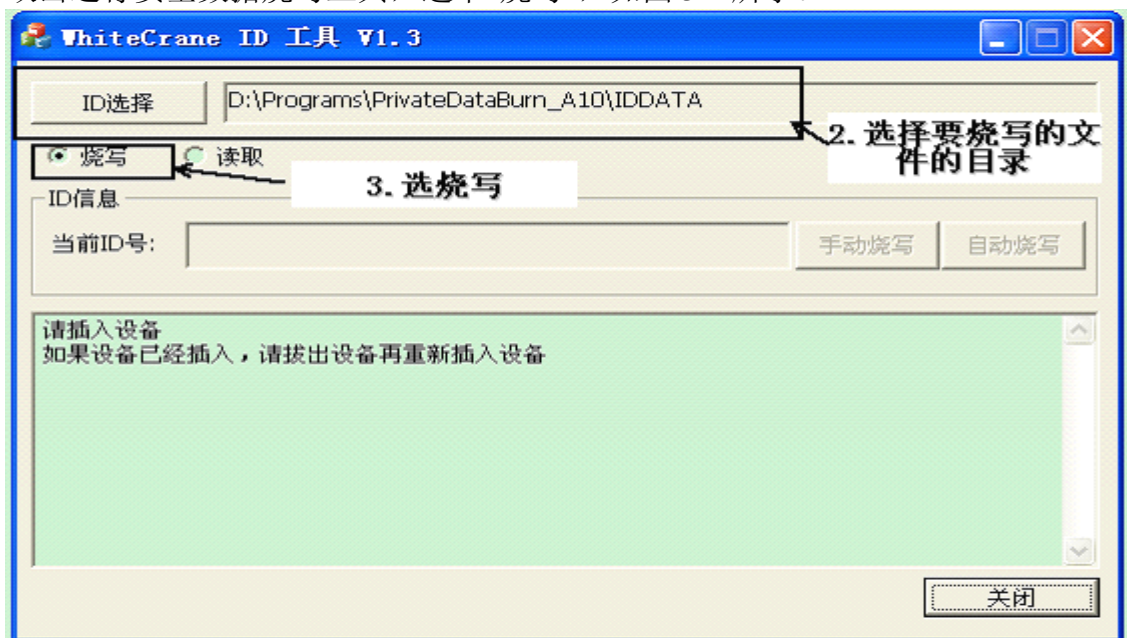 WhiteCrane ID 工具 V1.3
ID选择
D:\Programs\PrivateDataBurn_A10\IDDATA
2. 选择要烧写的文
件的目录
烧写
读取
3. 选烧写
ID信息
当前ID号:
手动烧写
自动烧写
请插入设备
如果设备已经插入，请拔出设备再重新插入设备
关闭